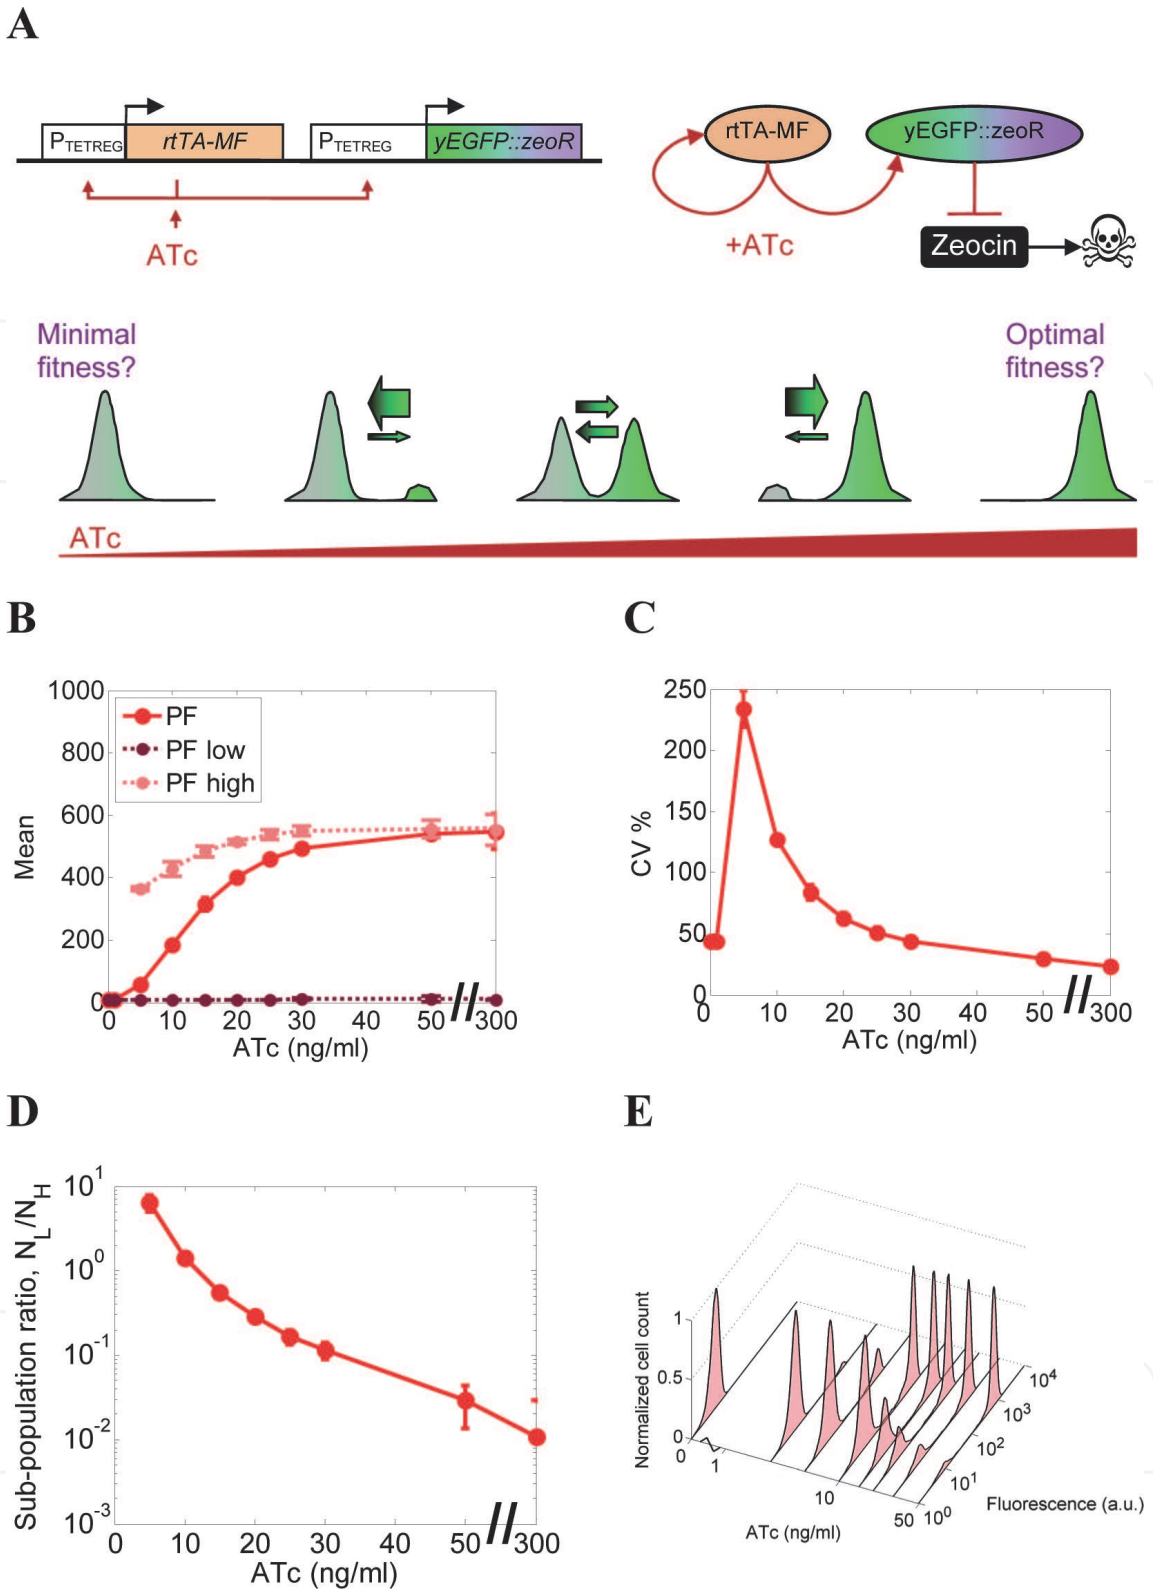 A
P_TETREG rtTA-MF P_TETREG yEGFP::zeoR
ATc
rtTA-MF yEGFP::zeoR
+ATc
Zeocin
Minimal
fitness?
Optimal
fitness?
ATc
B
1000
800
600
400
200
0
Mean
PF
PF low
PF high
0 10 20 30 40 50 // 300
ATc (ng/ml)
C
250
200
150
100
50
0
CV %
0 10 20 30 40 50 // 300
ATc (ng/ml)
D
10^1
10^0
10^-1
10^-2
10^-3
Sub-population ratio, N_L/N_H
0 10 20 30 40 50 // 300
ATc (ng/ml)
E
Normalized cell count
1
0.5
0
0 1 10 50
ATc (ng/ml)
10^0 10^1 10^2 10^3 10^4
Fluorescence (a.u.)